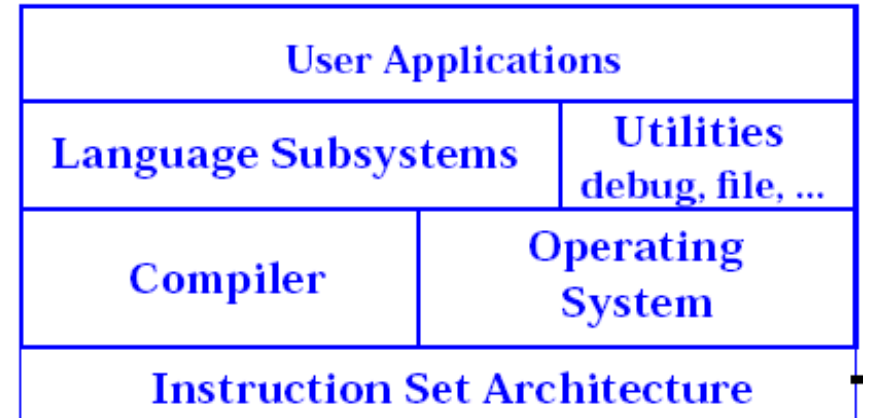 User Applications
Language Subsystems
Utilities
debug, file, ...
Compiler
Operating
System
Instruction Set Architecture